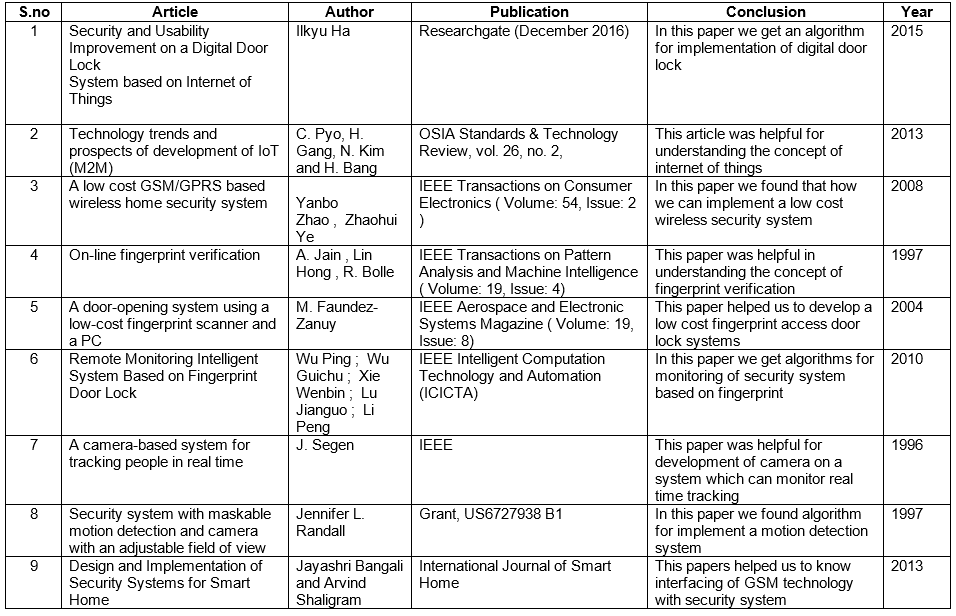 S.no Article Author Publication Conclusion Year
1 Security and Usability Ilkyu Ha Researchgate (December 2016) In this paper we get an algorithm 2015
Improvement on a Digital Door for implementation of digital door
Lock lock
System based on Internet of
Things
2 Technology trends and C. Pyo, H. OSIA Standards & Technology This article was helpful for 2013
prospects of development of IoT Gang, N. Kim Review, vol. 26, no. 2, understanding the concept of
(M2M) and H. Bang internet of things
3 A low cost GSM/GPRS based IEEE Transactions on Consumer In this paper we found that how 2008
wireless home security system Yanbo Electronics ( Volume: 54, Issue: 2 we can implement a low cost
Zhao , Zhaohui ) wireless security system
Ye
4 On-line fingerprint verification A. Jain , Lin IEEE Transactions on Pattern This paper was helpful in 1997
Hong , R. Bolle Analysis and Machine Intelligence understanding the concept of
( Volume: 19, Issue: 4) fingerprint verification
5 A door-opening system using a M. Faundez- IEEE Aerospace and Electronic This paper helped us to develop a 2004
low-cost fingerprint scanner and Zanuy Systems Magazine ( Volume: 19, low cost fingerprint access door
a PC Issue: 8) lock systems
6 Remote Monitoring Intelligent Wu Ping ; Wu IEEE Intelligent Computation In this paper we get algorithms for 2010
System Based on Fingerprint Guichu ; Xie Technology and Automation monitoring of security system
Door Lock Wenbin ; Lu (ICICTA) based on fingerprint
Jianguo ; Li
Peng
7 A camera-based system for J. Segen IEEE This paper was helpful for 1996
tracking people in real time development of camera on a
system which can monitor real
time tracking
8 Security system with maskable Jennifer L. Grant, US6727938 B1 In this paper we found algorithm 1997
motion detection and camera Randall for implement a motion detection
with an adjustable field of view system
9 Design and Implementation of Jayashri Bangali International Journal of Smart This papers helped us to know 2013
Security Systems for Smart and Arvind Home interfacing of GSM technology
Home Shaligram with security system